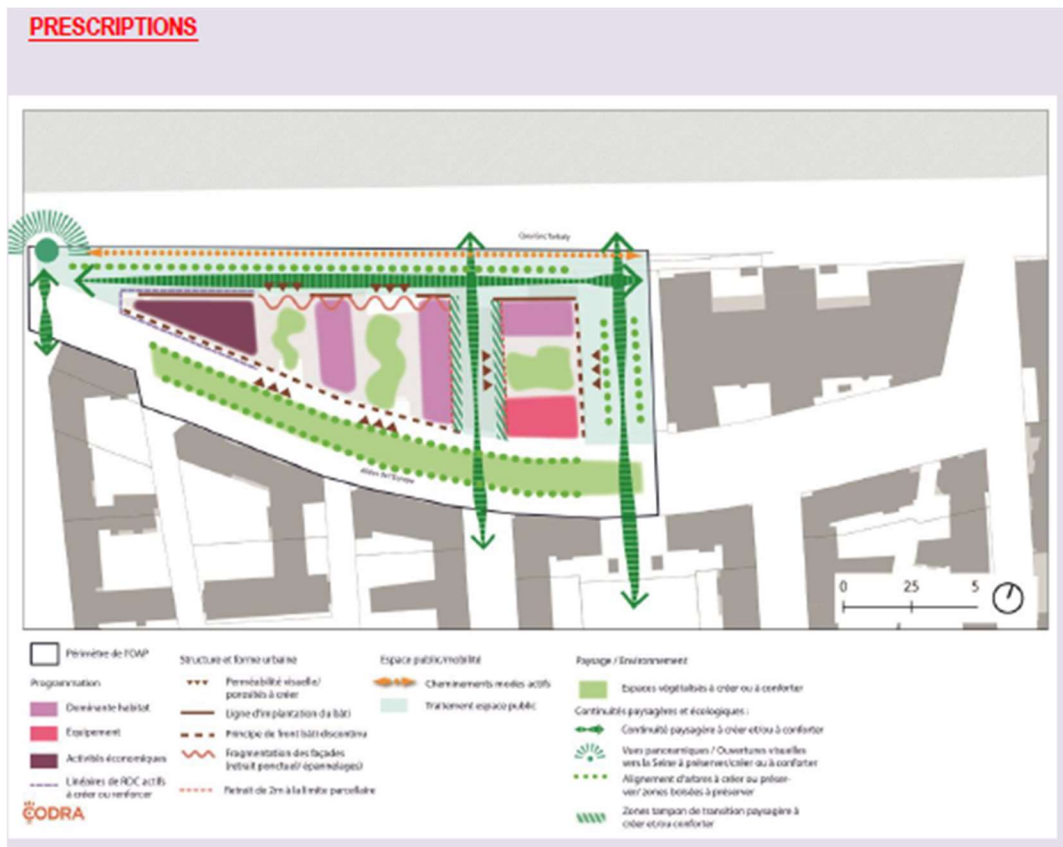 PRESCRIPTIONS
Allées de l'Europe
0 25 5
Périmètre de l'OAP
Programmation
Dominante habitat
Equipement
Activités économiques
Linéaires de RDC actifs
à créer ou renforcer
Structure et forme urbaine
Perméabilité visuelle/
porosités à créer
Ligne d'implantation du bâti
Principe de front bâti discontinu
Fragmentation des façades
(retrait ponctuel/ épannelages)
Retrait de 2m à la limite parcellaire
Espace public/mobilité
Cheminements modes actifs
Traitement espace public
Paysage / Environnement
Espaces végétalisés à créer ou à conforter
Continuités paysagères et écologiques :
Continuité paysagère à créer et/ou à conforter
Vues panoramiques / Ouvertures visuelles
vers la Seine à préserver/créer ou à conforter
Alignement d'arbres à créer ou préser-
ver/ zones boisées à préserver
Zones tampon de transition paysagère à
créer et/ou conforter
CODRA